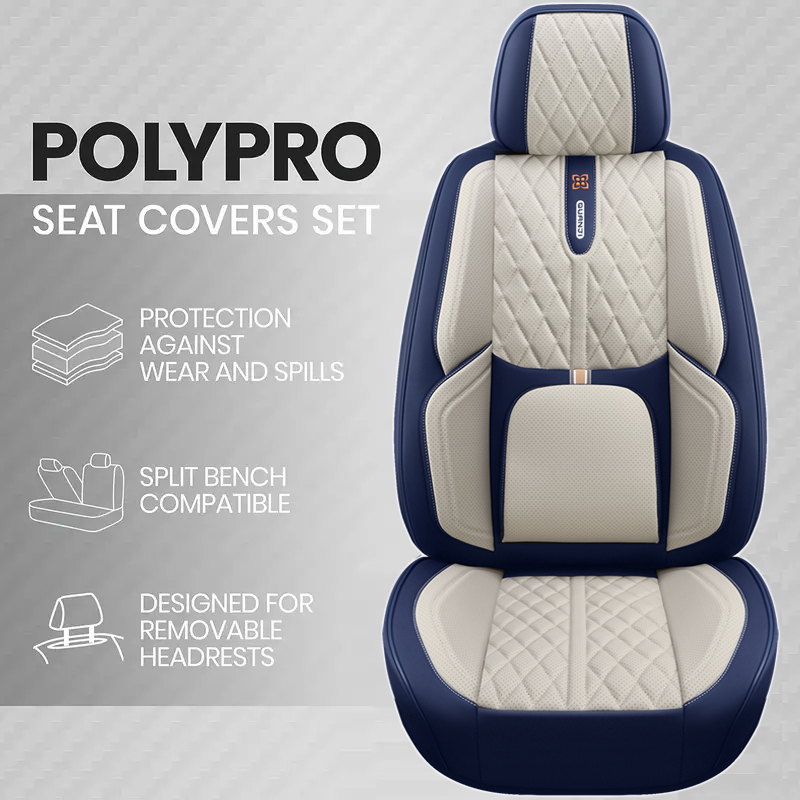 POLYPRO
SEAT COVERS SET
PROTECTION
AGAINST
WEAR AND SPILLS
SPLIT BENCH
COMPATIBLE
DESIGNED FOR
REMOVABLE
HEADRESTS